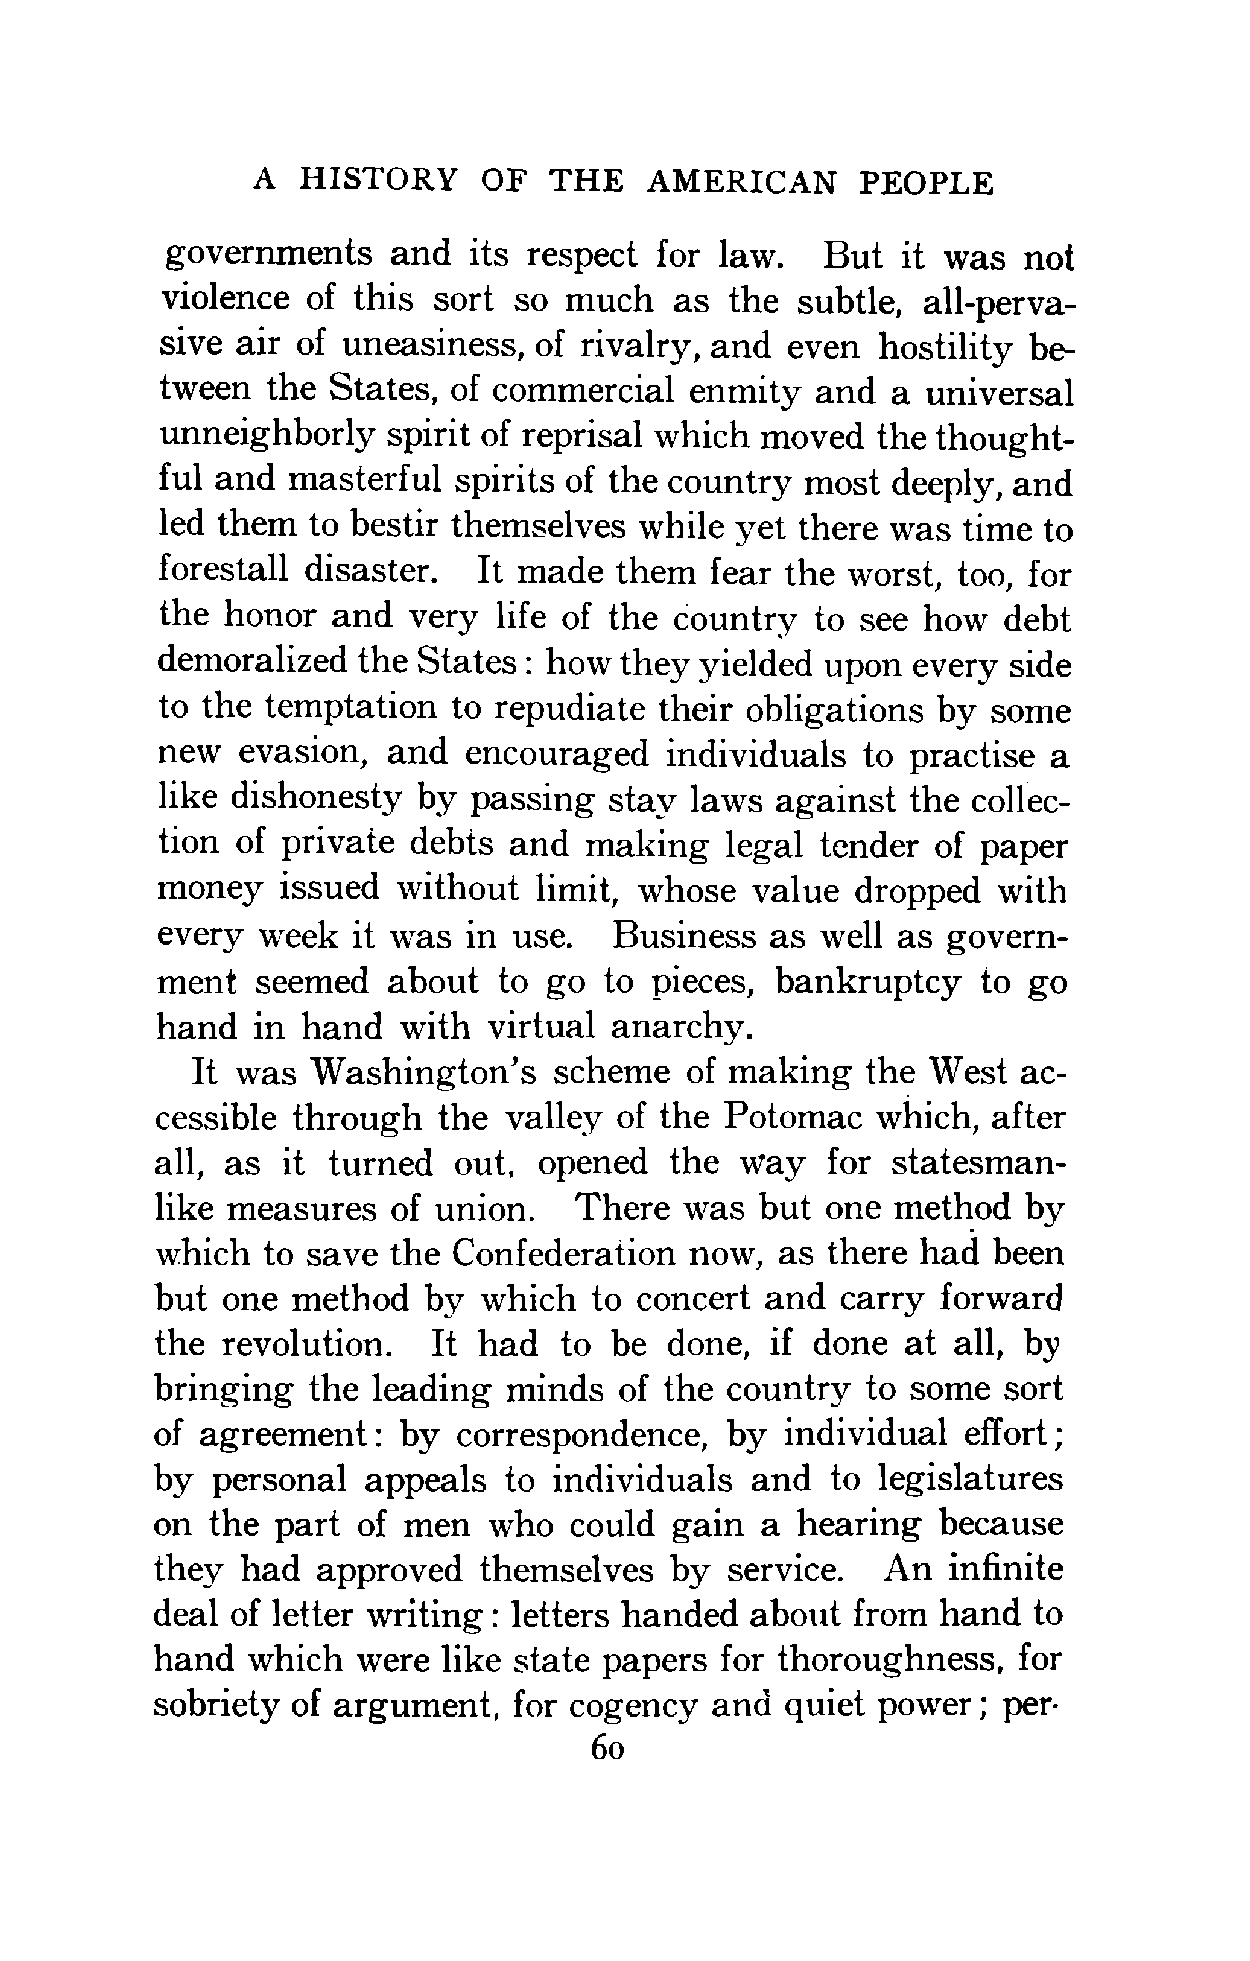 A HISTORY OF THE AMERICAN PEOPLE
governments and its respect for law. But it was not
violence of this sort so much as the subtle, all-perva-
sive air of uneasiness, of rivalry, and even hostility be-
tween the States, of commercial enmity and a universal
unneighborly spirit of reprisal which moved the thought-
ful and masterful spirits of the country most deeply, and
led them to bestir themselves while yet there was time to
forestall disaster. It made them fear the worst, too, for
the honor and very life of the country to see how debt
demoralized the States : how they yielded upon every side
to the temptation to repudiate their obligations by some
new evasion, and encouraged individuals to practise a
like dishonesty by passing stay laws against the collec-
tion of private debts and making legal tender of paper
money issued without limit, whose value dropped with
every week it was in use. Business as well as govern-
ment seemed about to go to pieces, bankruptcy to go
hand in hand with virtual anarchy.
It was Washington's scheme of making the West ac-
cessible through the valley of the Potomac which, after
all, as it turned out, opened the way for statesman-
like measures of union. There was but one method by
which to save the Confederation now, as there had been
but one method by which to concert and carry forward
the revolution. It had to be done, if done at all, by
bringing the leading minds of the country to some sort
of agreement: by correspondence, by individual effort;
by personal appeals to individuals and to legislatures
on the part of men who could gain a hearing because
they had approved themselves by service. An infinite
deal of letter writing : letters handed about from hand to
hand which were like state papers for thoroughness, for
sobriety of argument, for cogency and quiet power ; per-
60